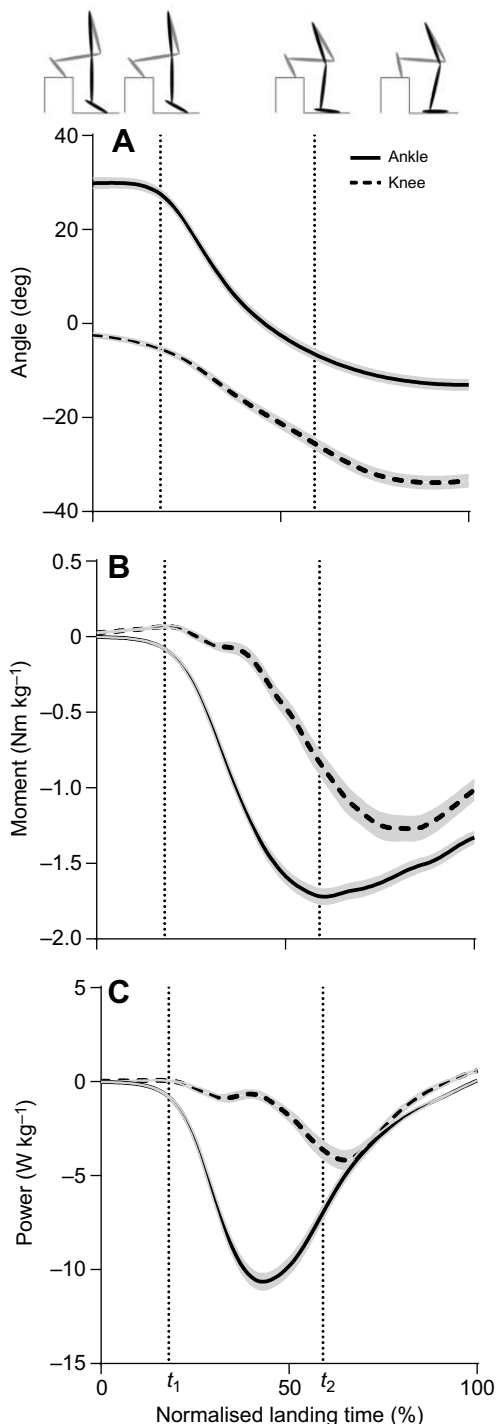 A
Ankle
Knee
40
20
0
–20
–40
Angle (deg)
B
0.5
0
–0.5
–1.0
–1.5
–2.0
Moment (Nm kg–1)
C
5
0
–5
–10
–15
Power (W kg–1)
0 t1 50 t2 100
Normalised landing time (%)